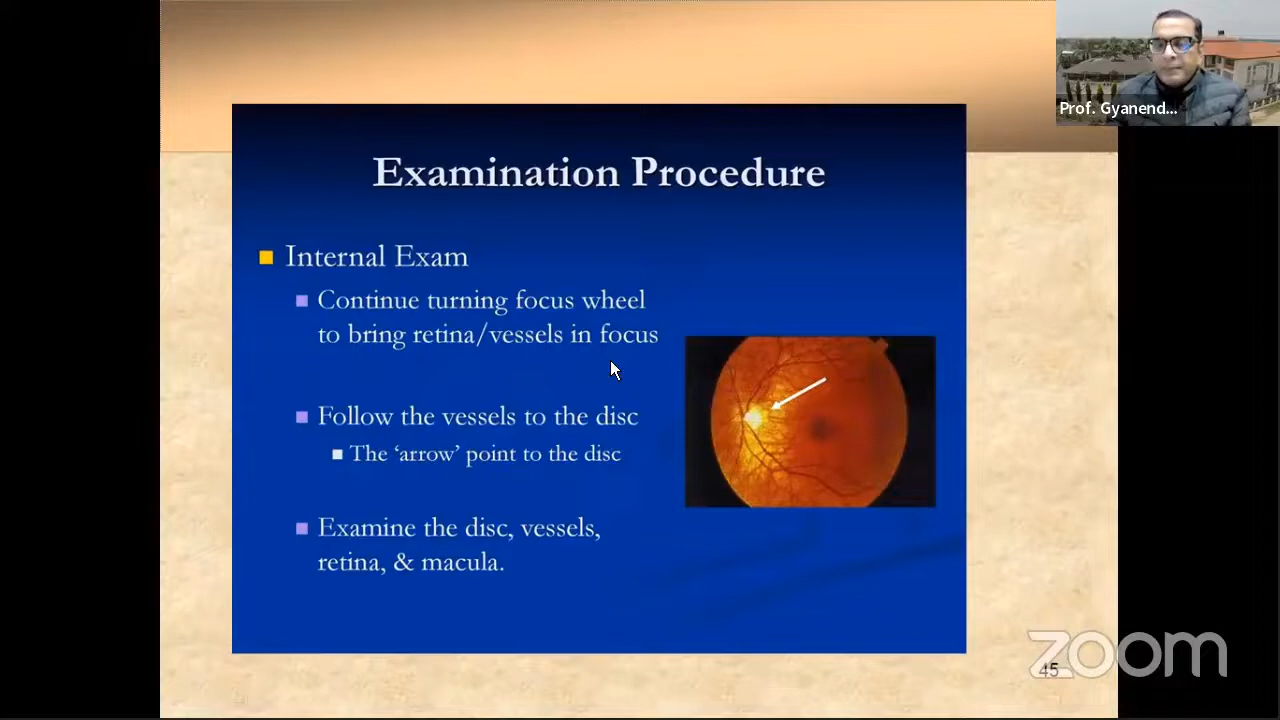 Prof. Gyanend...
Examination Procedure
Internal Exam
Continue turning focus wheel
to bring retina/vessels in focus
Follow the vessels to the disc
The ‘arrow’ point to the disc
Examine the disc, vessels,
retina, & macula.
zoom
45